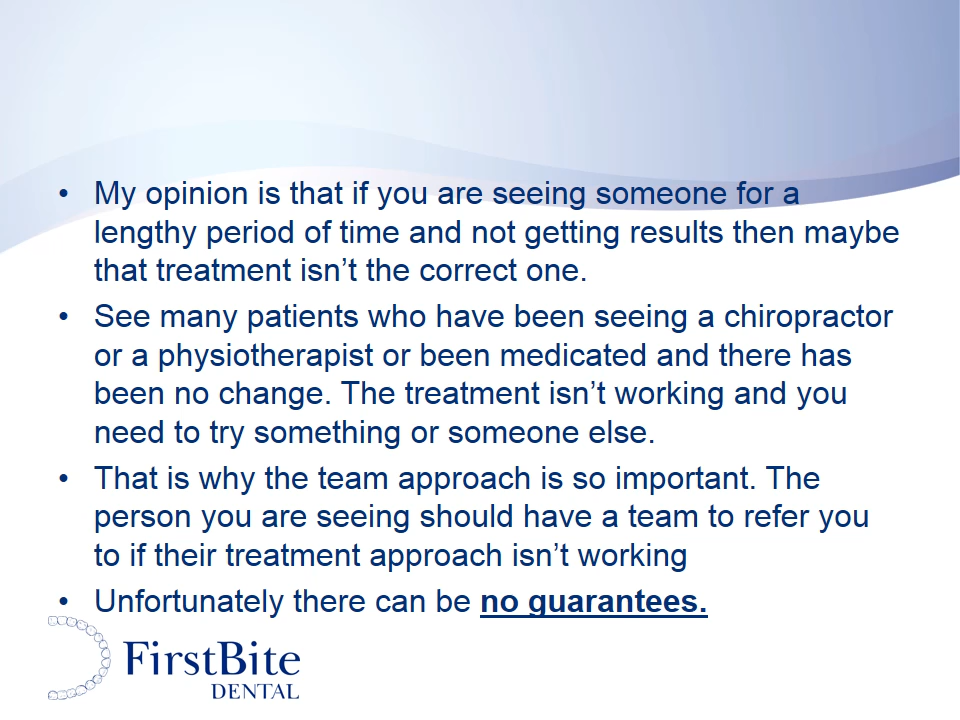 • My opinion is that if you are seeing someone for a
lengthy period of time and not getting results then maybe
that treatment isn’t the correct one.
• See many patients who have been seeing a chiropractor
or a physiotherapist or been medicated and there has
been no change. The treatment isn’t working and you
need to try something or someone else.
• That is why the team approach is so important. The
person you are seeing should have a team to refer you
to if their treatment approach isn’t working
• Unfortunately there can be no guarantees.
FirstBite
DENTAL